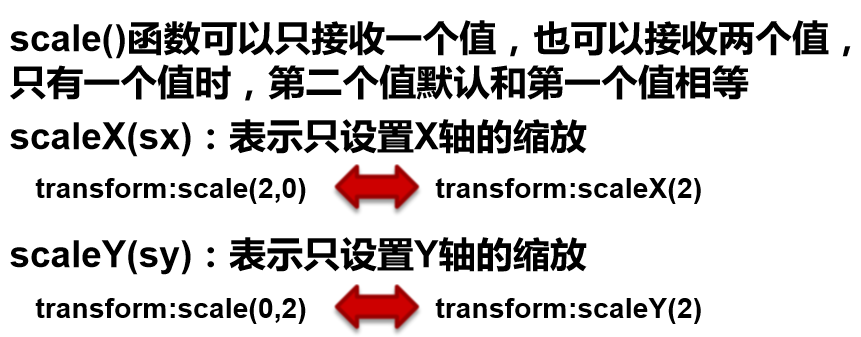 scale()函数可以只接收一个值，也可以接收两个值，
只有一个值时，第二个值默认和第一个值相等
scaleX(sx)：表示只设置X轴的缩放
transform:scale(2,0) transform:scaleX(2)
scaleY(sy)：表示只设置Y轴的缩放
transform:scale(0,2) transform:scaleY(2)